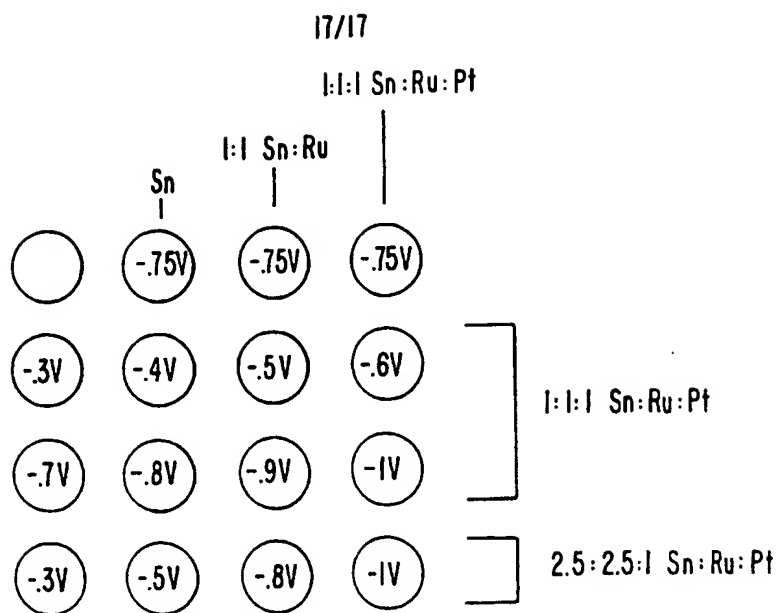 17/17
1:1:1 Sn:Ru:Pt
1:1 Sn:Ru
Sn
-.75V -.75V -.75V
-.3V -.4V -.5V -.6V
1:1:1 Sn:Ru:Pt
-.7V -.8V -.9V -1V
-.3V -.5V -.8V -1V
2.5:2.5:1 Sn:Ru:Pt